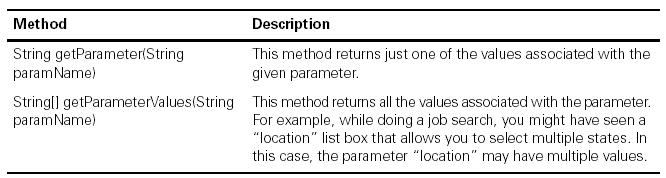 Method Description
String getParameter(String This method returns just one of the values associated with the
paramName) given parameter.
String[] getParameterValues(String This method returns all the values associated with the parameter.
paramName) For example, while doing a job search, you might have seen a
“location” list box that allows you to select multiple states. In
this case, the parameter “location” may have multiple values.